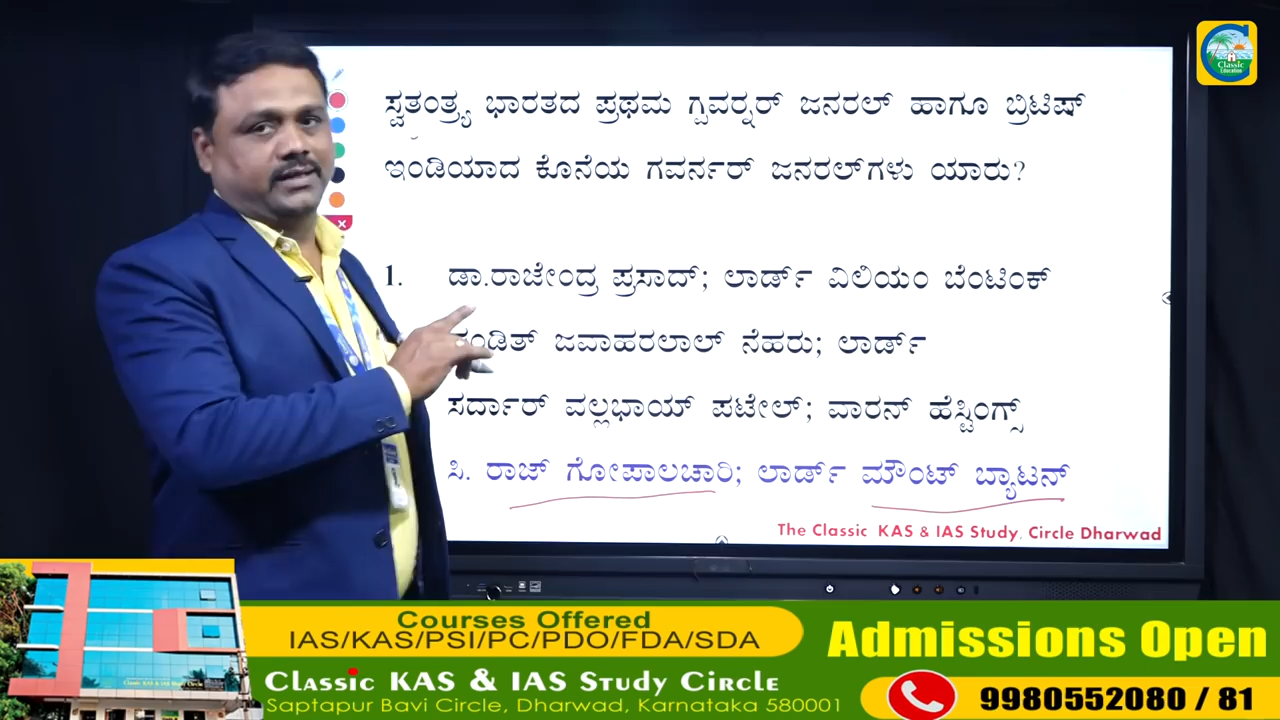 ಸ್ವತಂತ್ರ್ಯ ಭಾರತದ ಪ್ರಥಮ ಗ್ವವರ್‍ನರ್ ಜನರಲ್ ಹಾಗೂ ಬ್ರಿಟಿಷ್
ಇಂಡಿಯಾದ ಕೊನೆಯ ಗವರ್ನರ್ ಜನರಲ್‌ಗಳು ಯಾರು?
1. ಡಾ.ರಾಜೇಂದ್ರ ಪ್ರಸಾದ್; ಲಾರ್ಡ್ ವಿಲಿಯಂ ಬೆಂಟಿಂಕ್
ಜವಾಹರಲಾಲ್ ನೆಹರು; ಲಾರ್ಡ್
ಸರ್ದಾರ್ ವಲ್ಲಭಾಯ್ ಪಟೇಲ್; ವಾರನ್ ಹೆಸ್ಟಿಂಗ್ಸ್
ಸಿ. ರಾಜ್ ಗೋಪಾಲಚಾರಿ; ಲಾರ್ಡ್ ಮೌಂಟ್ ಬ್ಯಾಟನ್
The Classic KAS & IAS Study. Circle Dharwad
Classic
Education
Courses Offered
IAS/KAS/PSI/PC/PDO/FDA/SDA
Classic KAS & IAS Study Circle
Saptapur Bavi Circle, Dharwad, Karnataka 580001
Admissions Open
9980552080 / 81